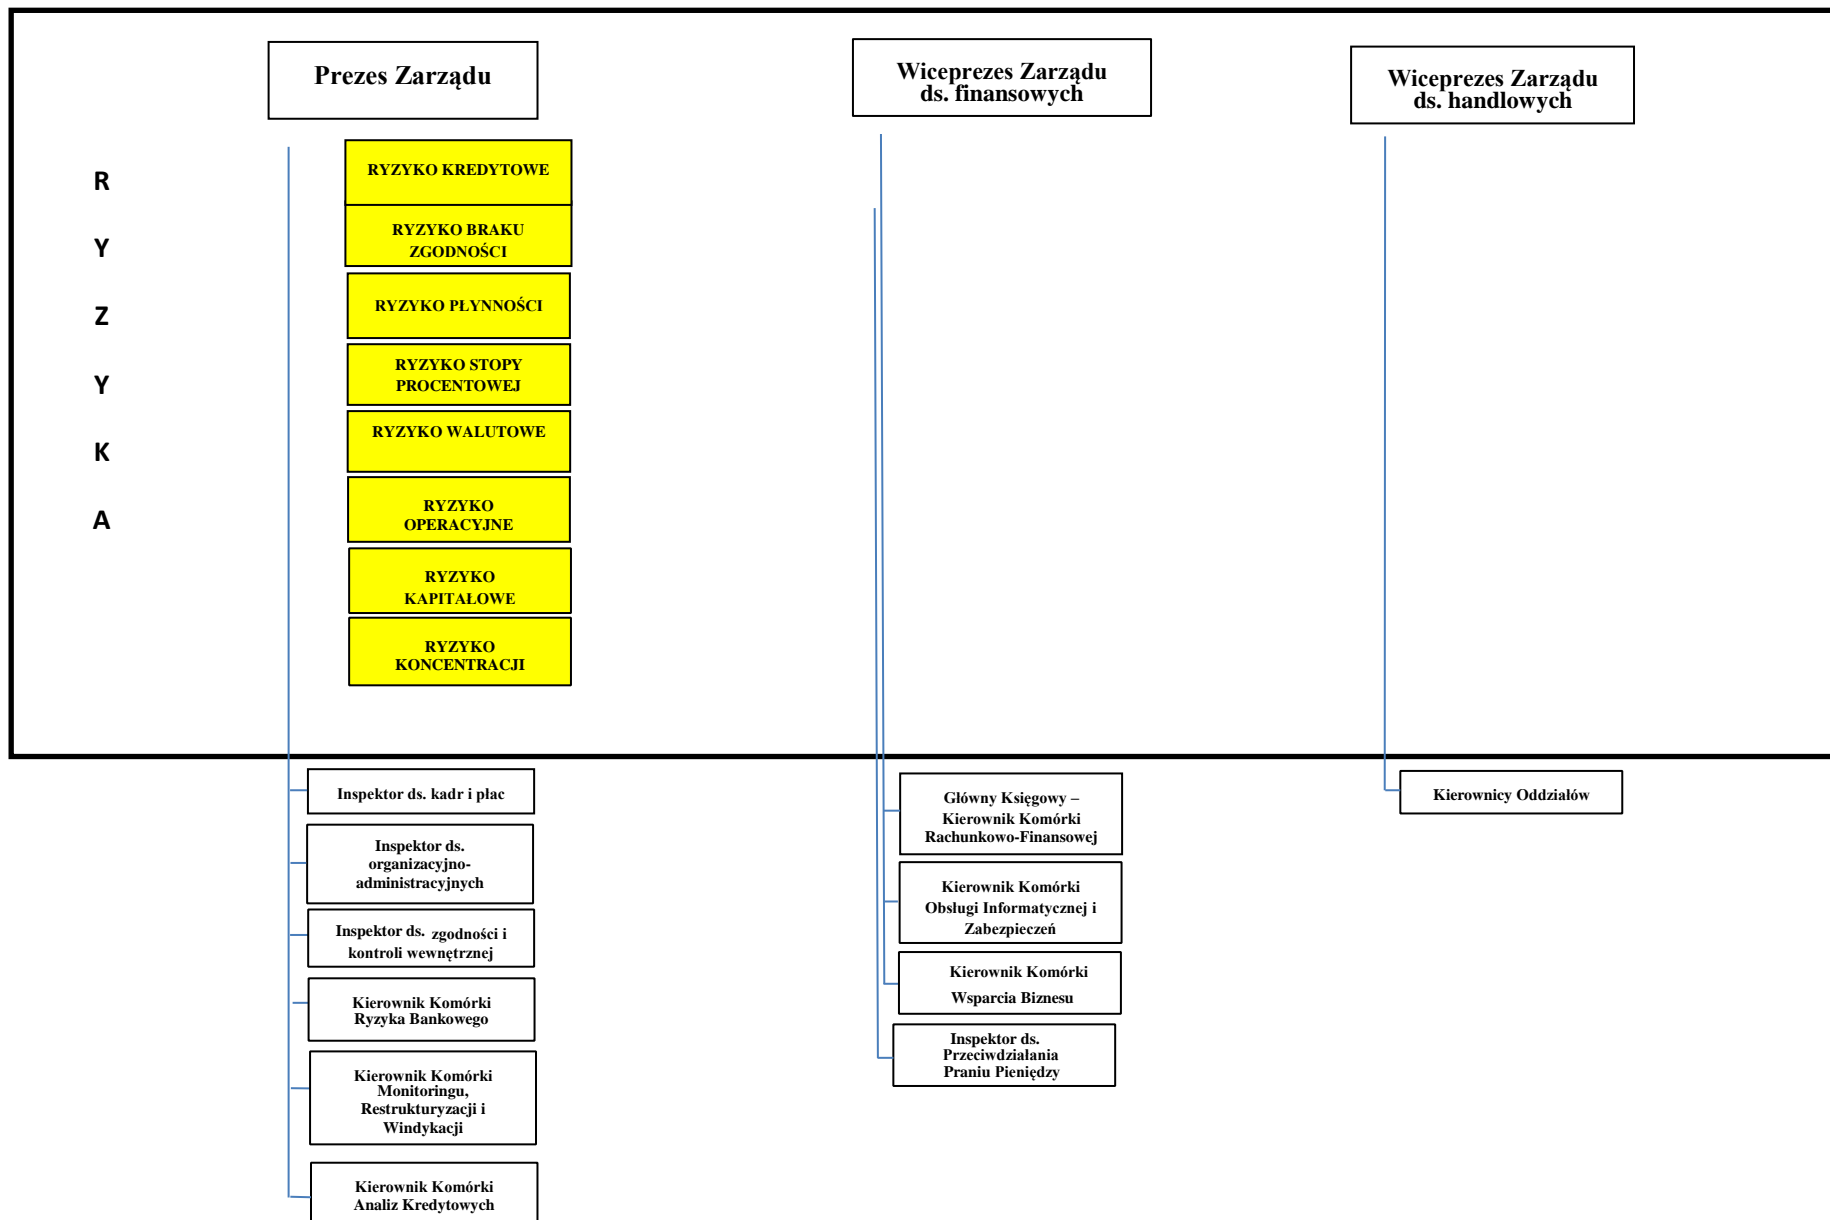 Prezes Zarządu
Wiceprezes Zarządu
ds. finansowych
Wiceprezes Zarządu
ds. handlowych
R
Y
Z
Y
K
A
RYZYKO KREDYTOWE
RYZYKO BRAKU
ZGODNOŚCI
RYZYKO PŁYNNOŚCI
RYZYKO STOPY
PROCENTOWEJ
RYZYKO WALUTOWE
RYZYKO
OPERACYJNE
RYZYKO
KAPITAŁOWE
RYZYKO
KONCENTRACJI
Inspektor ds. kadr i płac
Inspektor ds.
organizacyjno-
administracyjnych
Inspektor ds. zgodności i
kontroli wewnętrznej
Kierownik Komórki
Ryzyka Bankowego
Kierownik Komórki
Monitoringu,
Restrukturyzacji i
Windykacji
Kierownik Komórki
Analiz Kredytowych
Główny Księgowy –
Kierownik Komórki
Rachunkowo-Finansowej
Kierownik Komórki
Obsługi Informatycznej i
Zabezpieczeń
Kierownik Komórki
Wsparcia Biznesu
Inspektor ds.
Przeciwdziałania
Praniu Pieniędzy
Kierownicy Oddziałów